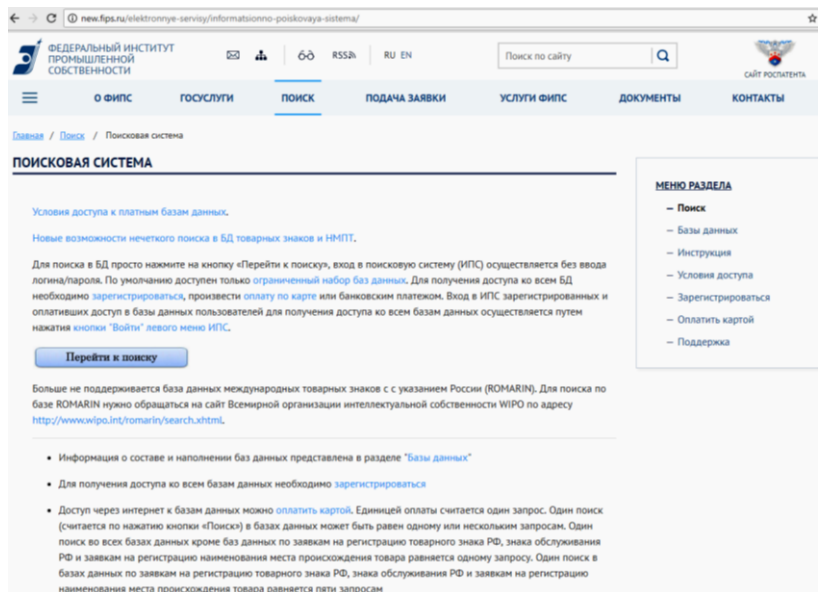 new.fips.ru/elektronnye-servisy/informatsionno-poiskovaya-sistema/
ФЕДЕРАЛЬНЫЙ ИНСТИТУТ
ПРОМЫШЛЕННОЙ
СОБСТВЕННОСТИ
RSS
RU EN
Поиск по сайту
САЙТ РОСПАТЕНТА
О ФИПС
ГОСУСЛУГИ
ПОИСК
ПОДАЧА ЗАЯВКИ
УСЛУГИ ФИПС
ДОКУМЕНТЫ
КОНТАКТЫ
Главная / Поиск / Поисковая система
ПОИСКОВАЯ СИСТЕМА
Условия доступа к платным базам данных.
Новые возможности нечеткого поиска в БД товарных знаков и НМПТ.
Для поиска в БД просто нажмите на кнопку «Перейти к поиску», вход в поисковую систему (ИПС) осуществляется без ввода
логина/пароля. По умолчанию доступен только ограниченный набор баз данных. Для получения доступа ко всем БД
необходимо зарегистрироваться, произвести оплату по карте или банковским платежом. Вход в ИПС зарегистрированных и
оплативших доступ в базы данных пользователей для получения доступа ко всем базам данных осуществляется путем
нажатия кнопки "Войти" левого меню ИПС.
Перейти к поиску
Больше не поддерживается база данных международных товарных знаков с с указанием России (ROMARIN). Для поиска по
базе ROMARIN нужно обращаться на сайт Всемирной организации интеллектуальной собственности WIPO по адресу
http://www.wipo.int/romarin/search.xhtml.
• Информация о составе и наполнении баз данных представлена в разделе "Базы данных"
• Для получения доступа ко всем базам данных необходимо зарегистрироваться
• Доступ через интернет к базам данных можно оплатить картой. Единицей оплаты считается один запрос. Один поиск
(считается по нажатию кнопки «Поиск») в базах данных может быть равен одному или нескольким запросам. Один
поиск во всех базах данных кроме баз данных по заявкам на регистрацию товарного знака РФ, знака обслуживания
РФ и заявкам на регистрацию наименования места происхождения товара равняется одному запросу. Один поиск в
базах данных по заявкам на регистрацию товарного знака РФ, знака обслуживания РФ и заявкам на регистрацию
наименования места происхождения товара равняется пяти запросам
МЕНЮ РАЗДЕЛА
— Поиск
— Базы данных
— Инструкция
— Условия доступа
— Зарегистрироваться
— Оплатить картой
— Поддержка